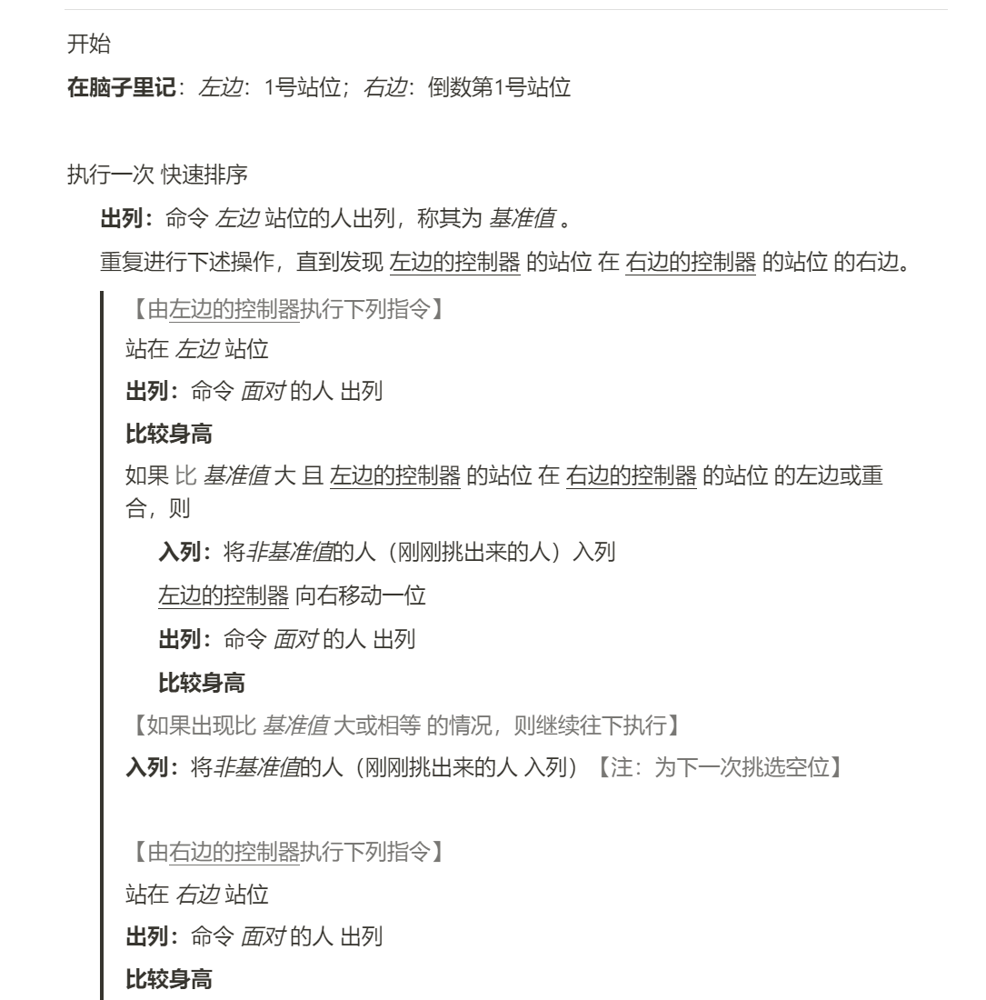 开始
在脑子里记：左边：1号站位；右边：倒数第1号站位
执行一次 快速排序
出列：命令 左边 站位的人出列，称其为 基准值 。
重复进行下述操作，直到发现 左边的控制器 的站位 在 右边的控制器 的站位 的右边。
【由左边的控制器执行下列指令】
站在 左边 站位
出列：命令 面对 的人 出列
比较身高
如果 比 基准值 大 且 左边的控制器 的站位 在 右边的控制器 的站位 的左边或重
合，则
入列：将非基准值的人（刚刚挑出来的人）入列
左边的控制器 向右移动一位
出列：命令 面对 的人 出列
比较身高
【如果出现比 基准值 大或相等 的情况，则继续往下执行】
入列：将非基准值的人（刚刚挑出来的人 入列）【注：为下一次挑选空位】
【由右边的控制器执行下列指令】
站在 右边 站位
出列：命令 面对 的人 出列
比较身高